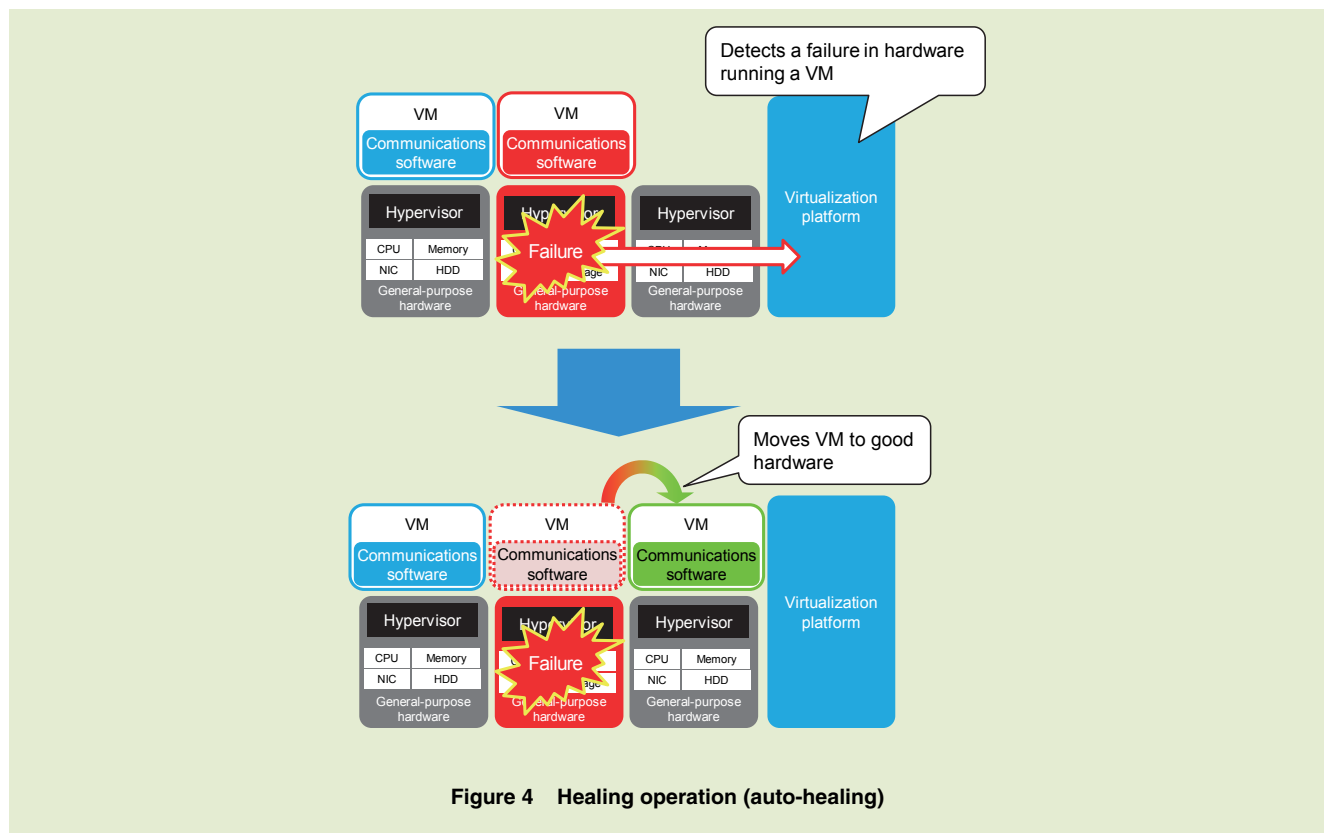 Detects a failure in hardware
running a VM
VM
Communications
software
VM
Communications
software
Hypervisor
CPU
Memory
NIC
HDD
General-purpose
hardware
Failure
General-purpose
hardware
Hypervisor
NIC
HDD
General-purpose
hardware
Virtualization
platform
Moves VM to good
hardware
VM
Communications
software
VM
Communications
software
VM
Communications
software
Hypervisor
CPU
Memory
NIC
HDD
General-purpose
hardware
Hypervisor
Failure
General-purpose
hardware
Hypervisor
CPU
Memory
NIC
HDD
General-purpose
hardware
Virtualization
platform
Figure 4 Healing operation (auto-healing)